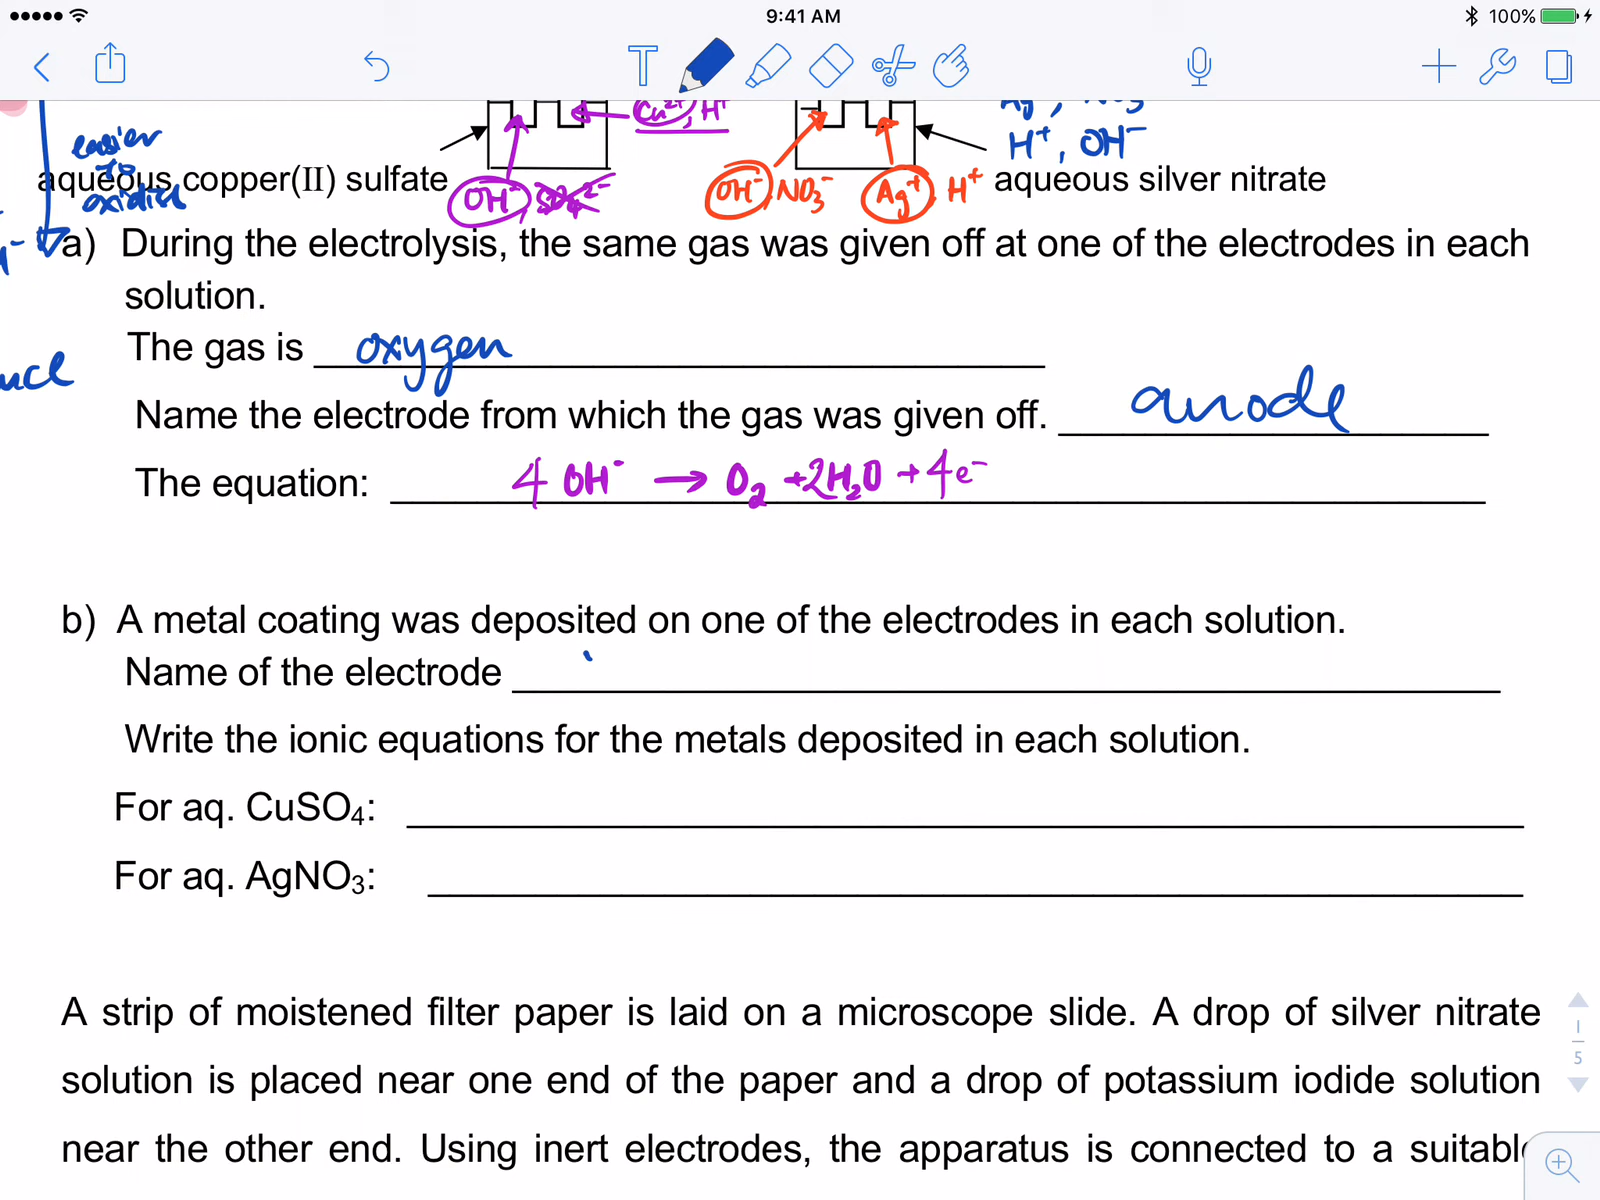 9:41 AM
100%
T
Cu²⁺, H⁺
H⁺, OH⁻
easier
to
oxidise
aqueous copper(II) sulfate
OH⁻, SO₄²⁻
OH⁻, NO₃⁻
Ag⁺, H⁺
aqueous silver nitrate
a) During the electrolysis, the same gas was given off at one of the electrodes in each
solution.
The gas is oxygen
Name the electrode from which the gas was given off. anode
The equation: 4 OH⁻ → O₂ + 2H₂O + 4e⁻
b) A metal coating was deposited on one of the electrodes in each solution.
Name of the electrode
Write the ionic equations for the metals deposited in each solution.
For aq. CuSO₄:
For aq. AgNO₃:
A strip of moistened filter paper is laid on a microscope slide. A drop of silver nitrate
solution is placed near one end of the paper and a drop of potassium iodide solution
near the other end. Using inert electrodes, the apparatus is connected to a suitable
1
5